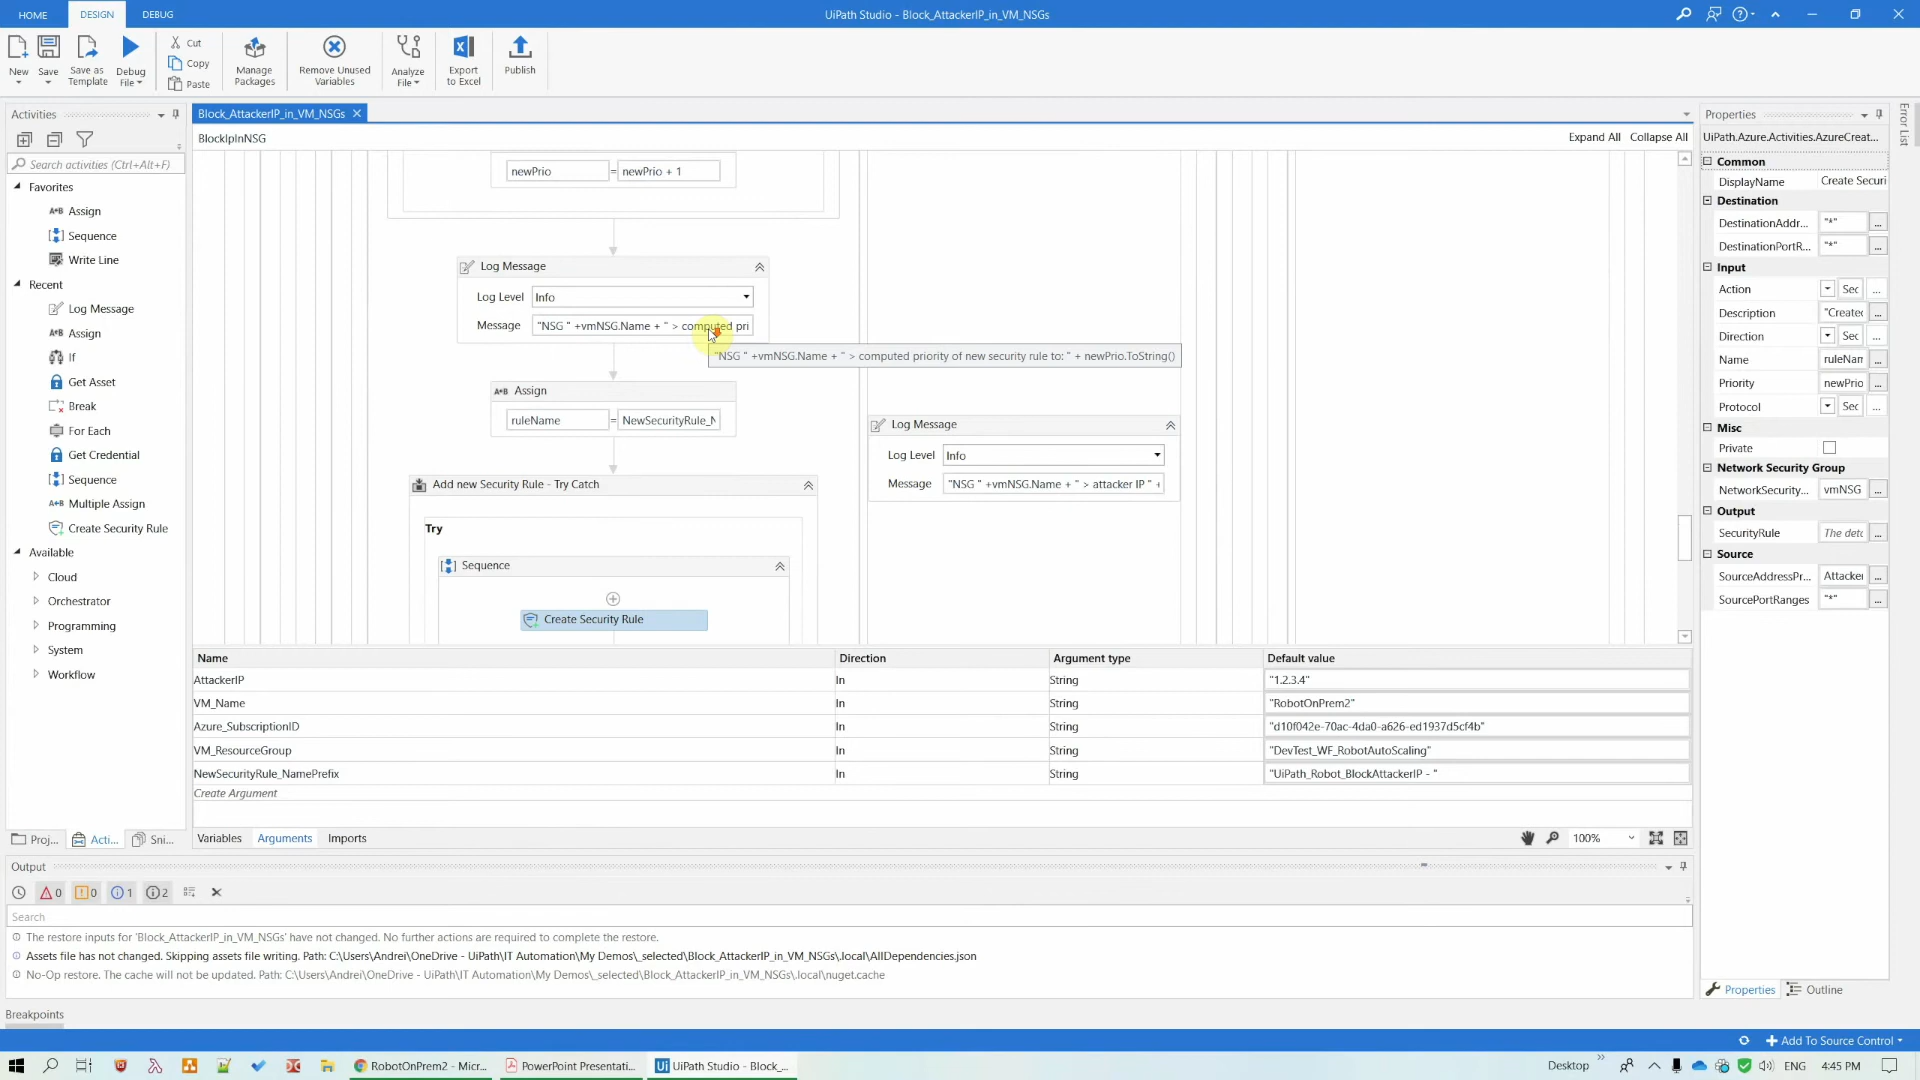 HOME
DESIGN
DEBUG
UiPath Studio - Block_AttackerIP_in_VM_NSGs
New
Save
Save as Template
Debug File
Cut
Copy
Paste
Manage Packages
Remove Unused Variables
Analyze File
Export to Excel
Publish
Activities
Search activities (Ctrl+Alt+F)
Favorites
Assign
Sequence
Write Line
Recent
Log Message
Assign
If
Get Asset
Break
For Each
Get Credential
Sequence
Multiple Assign
Create Security Rule
Available
Cloud
Orchestrator
Programming
System
Workflow
Proj...
Acti...
Sni...
Block_AttackerIP_in_VM_NSGs
BlockIpInNSG
Expand All
Collapse All
newPrio = newPrio + 1
Log Message
Log Level Info
Message "NSG " +vmNSG.Name + " > computed pri
"NSG " +vmNSG.Name + " > computed priority of new security rule to: " + newPrio.ToString()
Assign
ruleName = NewSecurityRule_N
Log Message
Log Level Info
Message "NSG " +vmNSG.Name + " > attacker IP " +
Add new Security Rule - Try Catch
Try
Sequence
Create Security Rule
Name Direction Argument type Default value
AttackerIP In String "1.2.3.4"
VM_Name In String "RobotOnPrem2"
Azure_SubscriptionID In String "d10f042e-70ac-4da0-a626-ed1937d5cf4b"
VM_ResourceGroup In String "DevTest_WF_RobotAutoScaling"
NewSecurityRule_NamePrefix In String "UiPath_Robot_BlockAttackerIP - "
Create Argument
Variables Arguments Imports
100%
Properties
UiPath.Azure.Activities.AzureCreat...
Common
DisplayName Create Securi
Destination
DestinationAddr... "*" ...
DestinationPortR... "*" ...
Input
Action Sec ...
Description "Createc ...
Direction Sec ...
Name ruleNam ...
Priority newPrio ...
Protocol Sec ...
Misc
Private
Network Security Group
NetworkSecurity... vmNSG ...
Output
SecurityRule The deta ...
Source
SourceAddressPr... Attacker ...
SourcePortRanges "*" ...
Properties
Outline
Error List
Output
0
0
1
2
Search
The restore inputs for 'Block_AttackerIP_in_VM_NSGs' have not changed. No further actions are required to complete the restore.
Assets file has not changed. Skipping assets file writing. Path: C:\Users\Andrei\OneDrive - UiPath\IT Automation\My Demos\_selected\Block_AttackerIP_in_VM_NSGs\.local\AllDependencies.json
No-Op restore. The cache will not be updated. Path: C:\Users\Andrei\OneDrive - UiPath\IT Automation\My Demos\_selected\Block_AttackerIP_in_VM_NSGs\.local\nuget.cache
Breakpoints
Add To Source Control
RobotOnPrem2 - Micr...
PowerPoint Presentati...
Ui UiPath Studio - Block_...
Desktop
ENG
4:45 PM